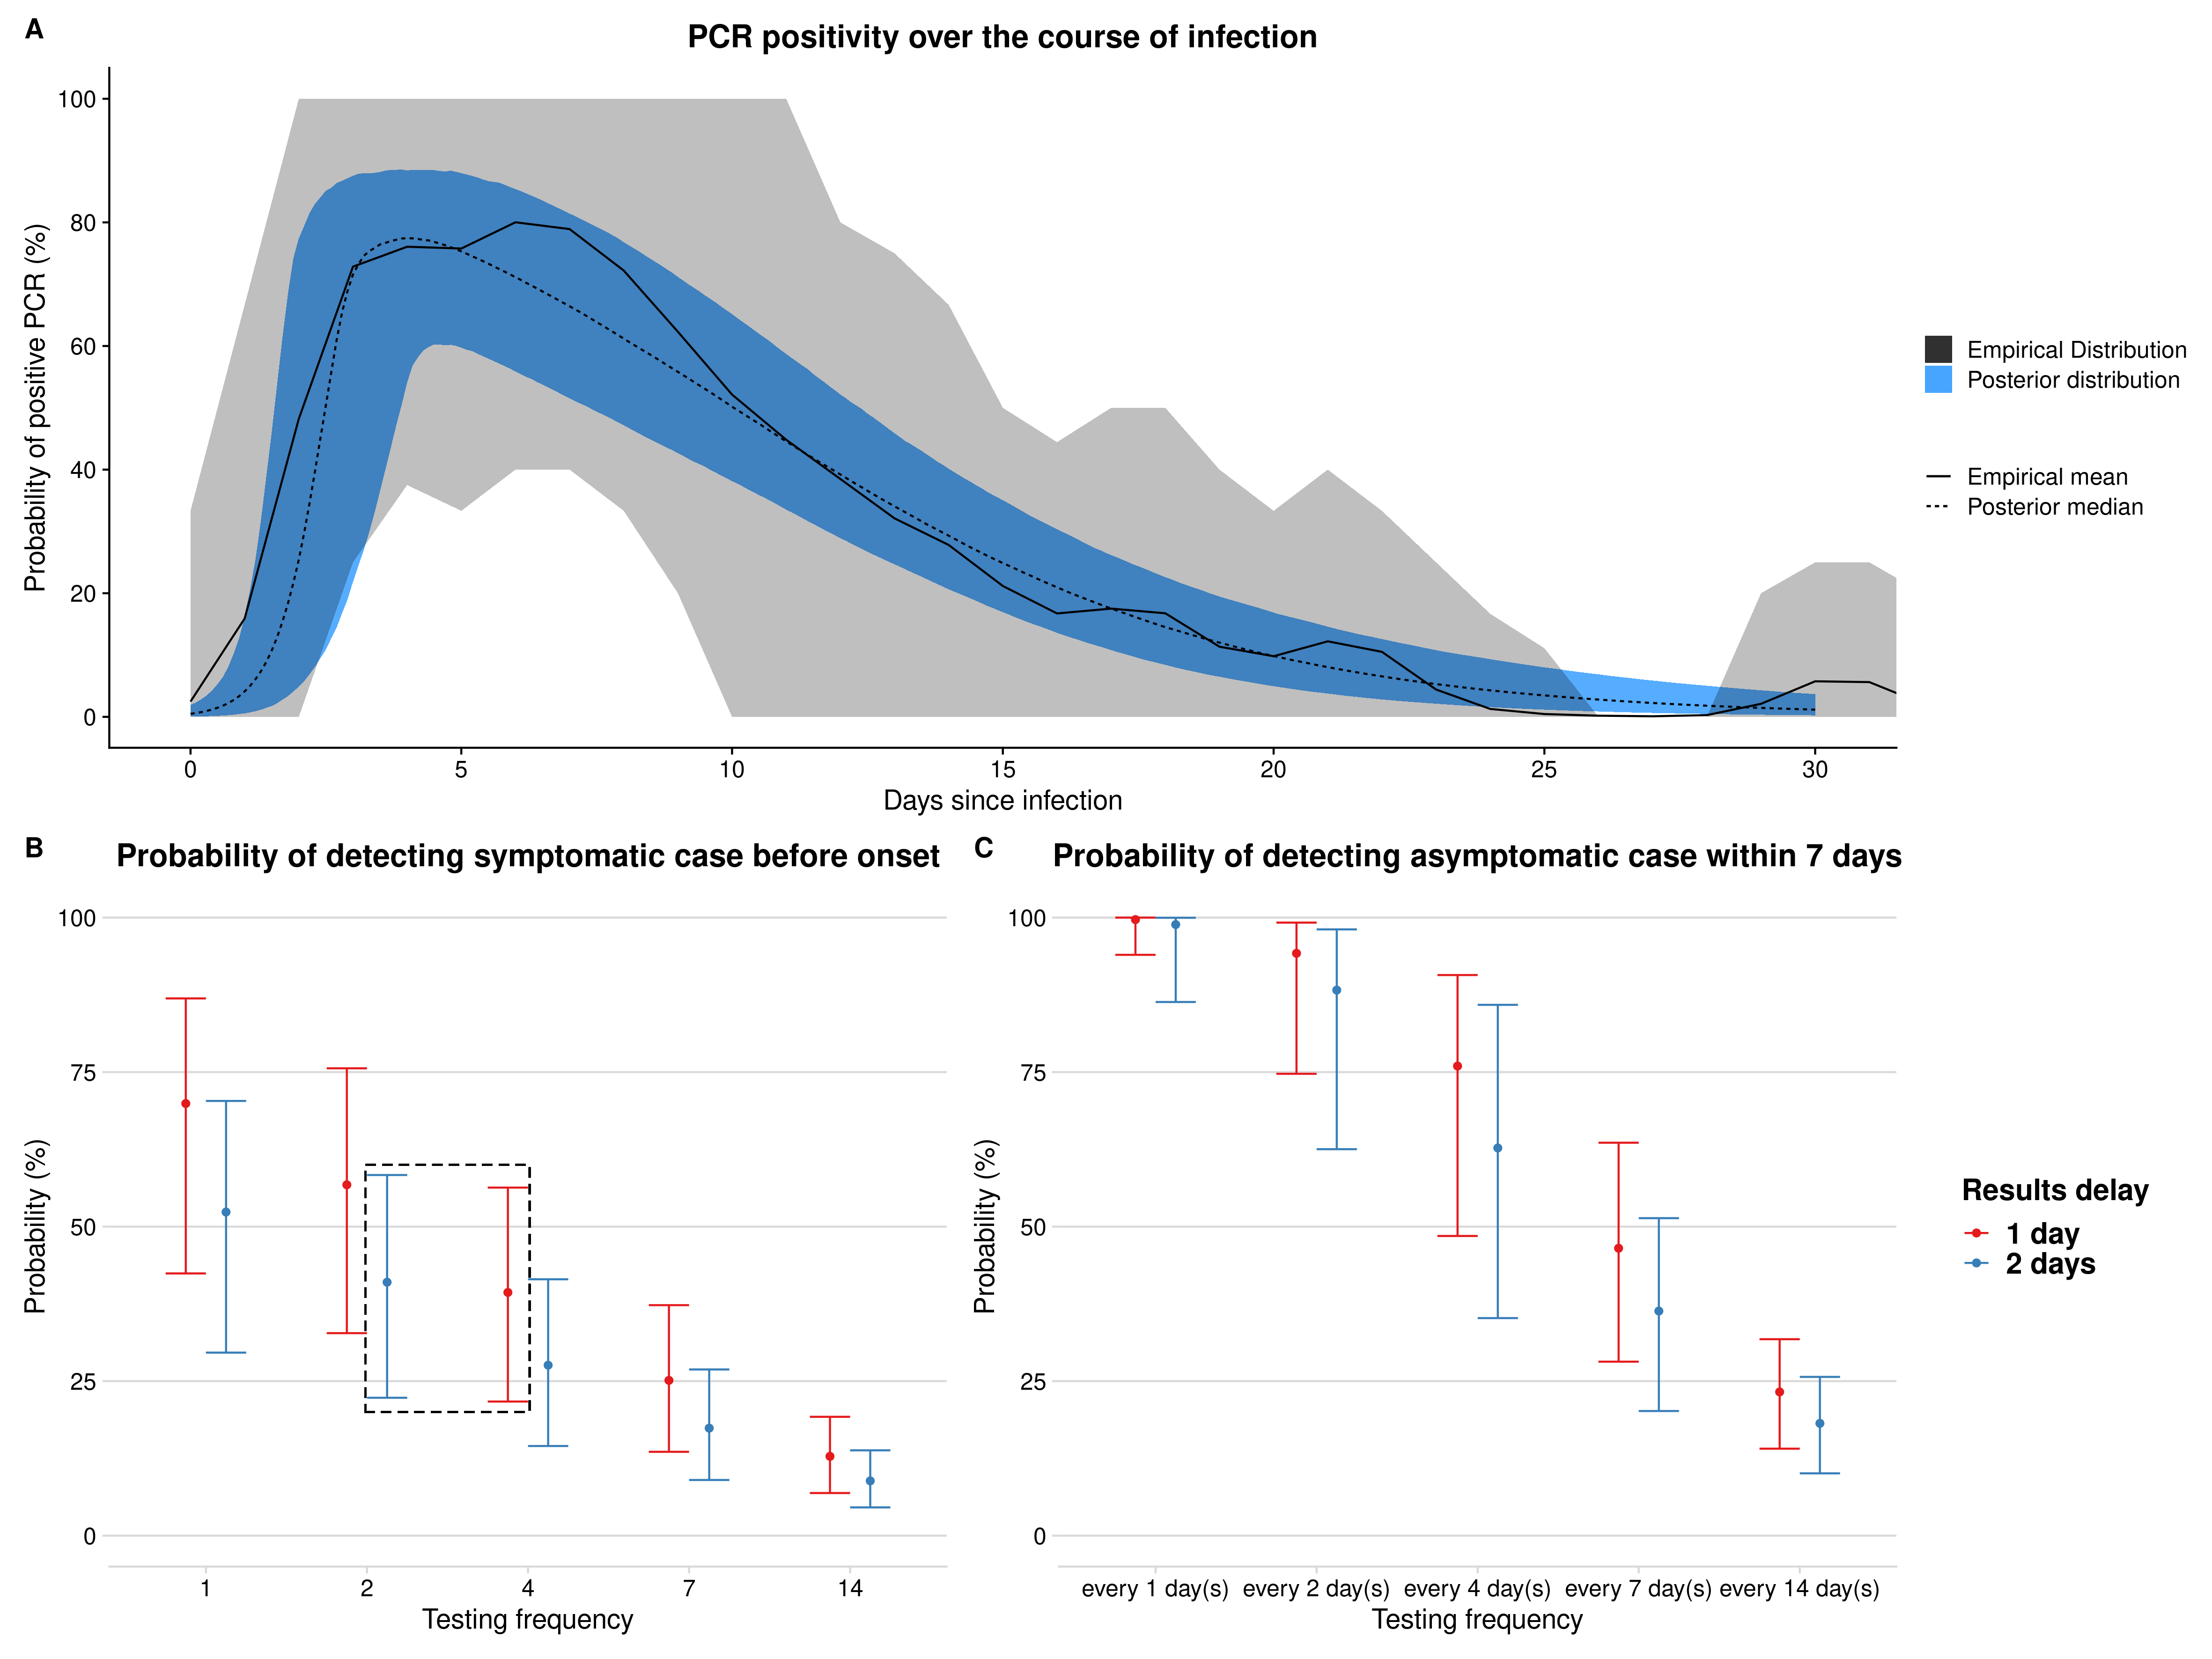 A
PCR positivity over the course of infection
Probability of positive PCR (%)
100
80
60
40
20
0
0 5 10 15 20 25 30
Days since infection
Empirical Distribution
Posterior distribution
Empirical mean
Posterior median
B
Probability of detecting symptomatic case before onset
Probability (%)
100
75
50
25
0
1 2 4 7 14
Testing frequency
C
Probability of detecting asymptomatic case within 7 days
Probability (%)
100
75
50
25
0
every 1 day(s) every 2 day(s) every 4 day(s) every 7 day(s) every 14 day(s)
Testing frequency
Results delay
1 day
2 days